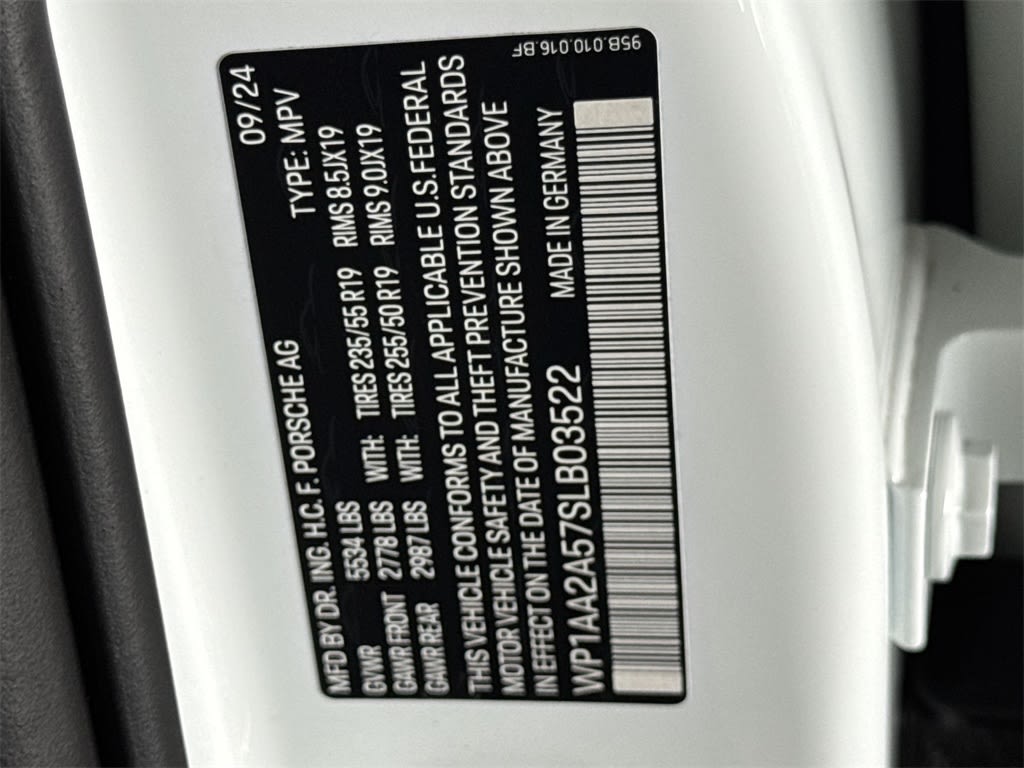 09/24
MFD BY DR. ING. H.C. F. PORSCHE AG TYPE: MPV
GVWR 5534 LBS WITH: TIRES 235/55 R19 RIMS 8.5JX19
GAWR FRONT 2778 LBS WITH: TIRES 255/50 R19 RIMS 9.0JX19
GAWR REAR 2987 LBS
THIS VEHICLE CONFORMS TO ALL APPLICABLE U.S. FEDERAL
MOTOR VEHICLE SAFETY AND THEFT PREVENTION STANDARDS
IN EFFECT ON THE DATE OF MANUFACTURE SHOWN ABOVE
WP1AA2A57SLB03522 MADE IN GERMANY
95B.010.016.BF